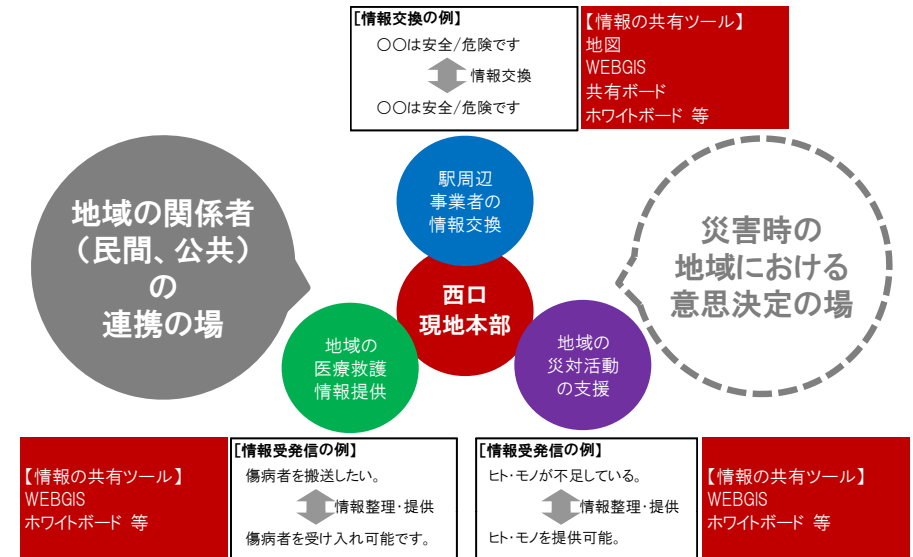 [情報交換の例]
〇〇は安全/危険です
情報交換
〇〇は安全/危険です
【情報の共有ツール】
地図
WEBGIS
共有ボード
ホワイトボード 等
地域の関係者
（民間、公共）
の
連携の場
駅周辺
事業者の
情報交換
災害時の
地域における
意思決定の場
西口
現地本部
地域の
医療救護
情報提供
地域の
災対活動
の支援
【情報の共有ツール】
WEBGIS
ホワイトボード 等
[情報受発信の例]
傷病者を搬送したい。
情報整理・提供
傷病者を受け入れ可能です。
[情報受発信の例]
ヒト・モノが不足している。
情報整理・提供
ヒト・モノを提供可能。
【情報の共有ツール】
WEBGIS
ホワイトボード 等